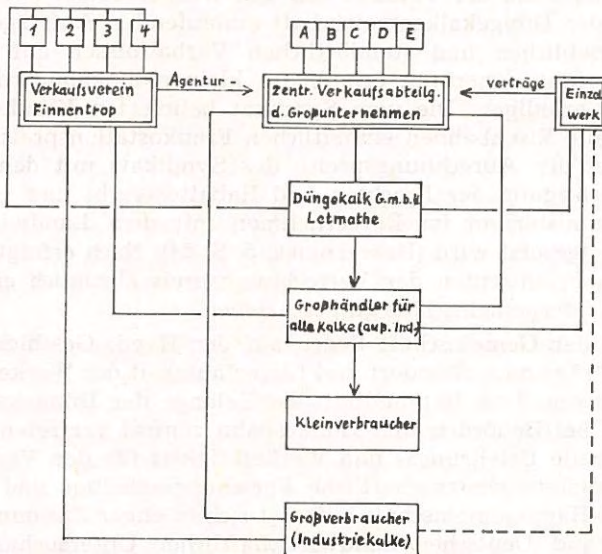 1 2 3 4
A B C D E
Verkaufsverein
Finnentrop
Agentur -
Zentr. Verkaufsabteilg.
d. Großunternehmen
verträge
Einzel
werk
Düngekalk G.m.b.H.
Letmathe
Großhändler für
alle Kalke (auß. Ind.)
Kleinverbraucher
Großverbraucher
(Industriekalke)